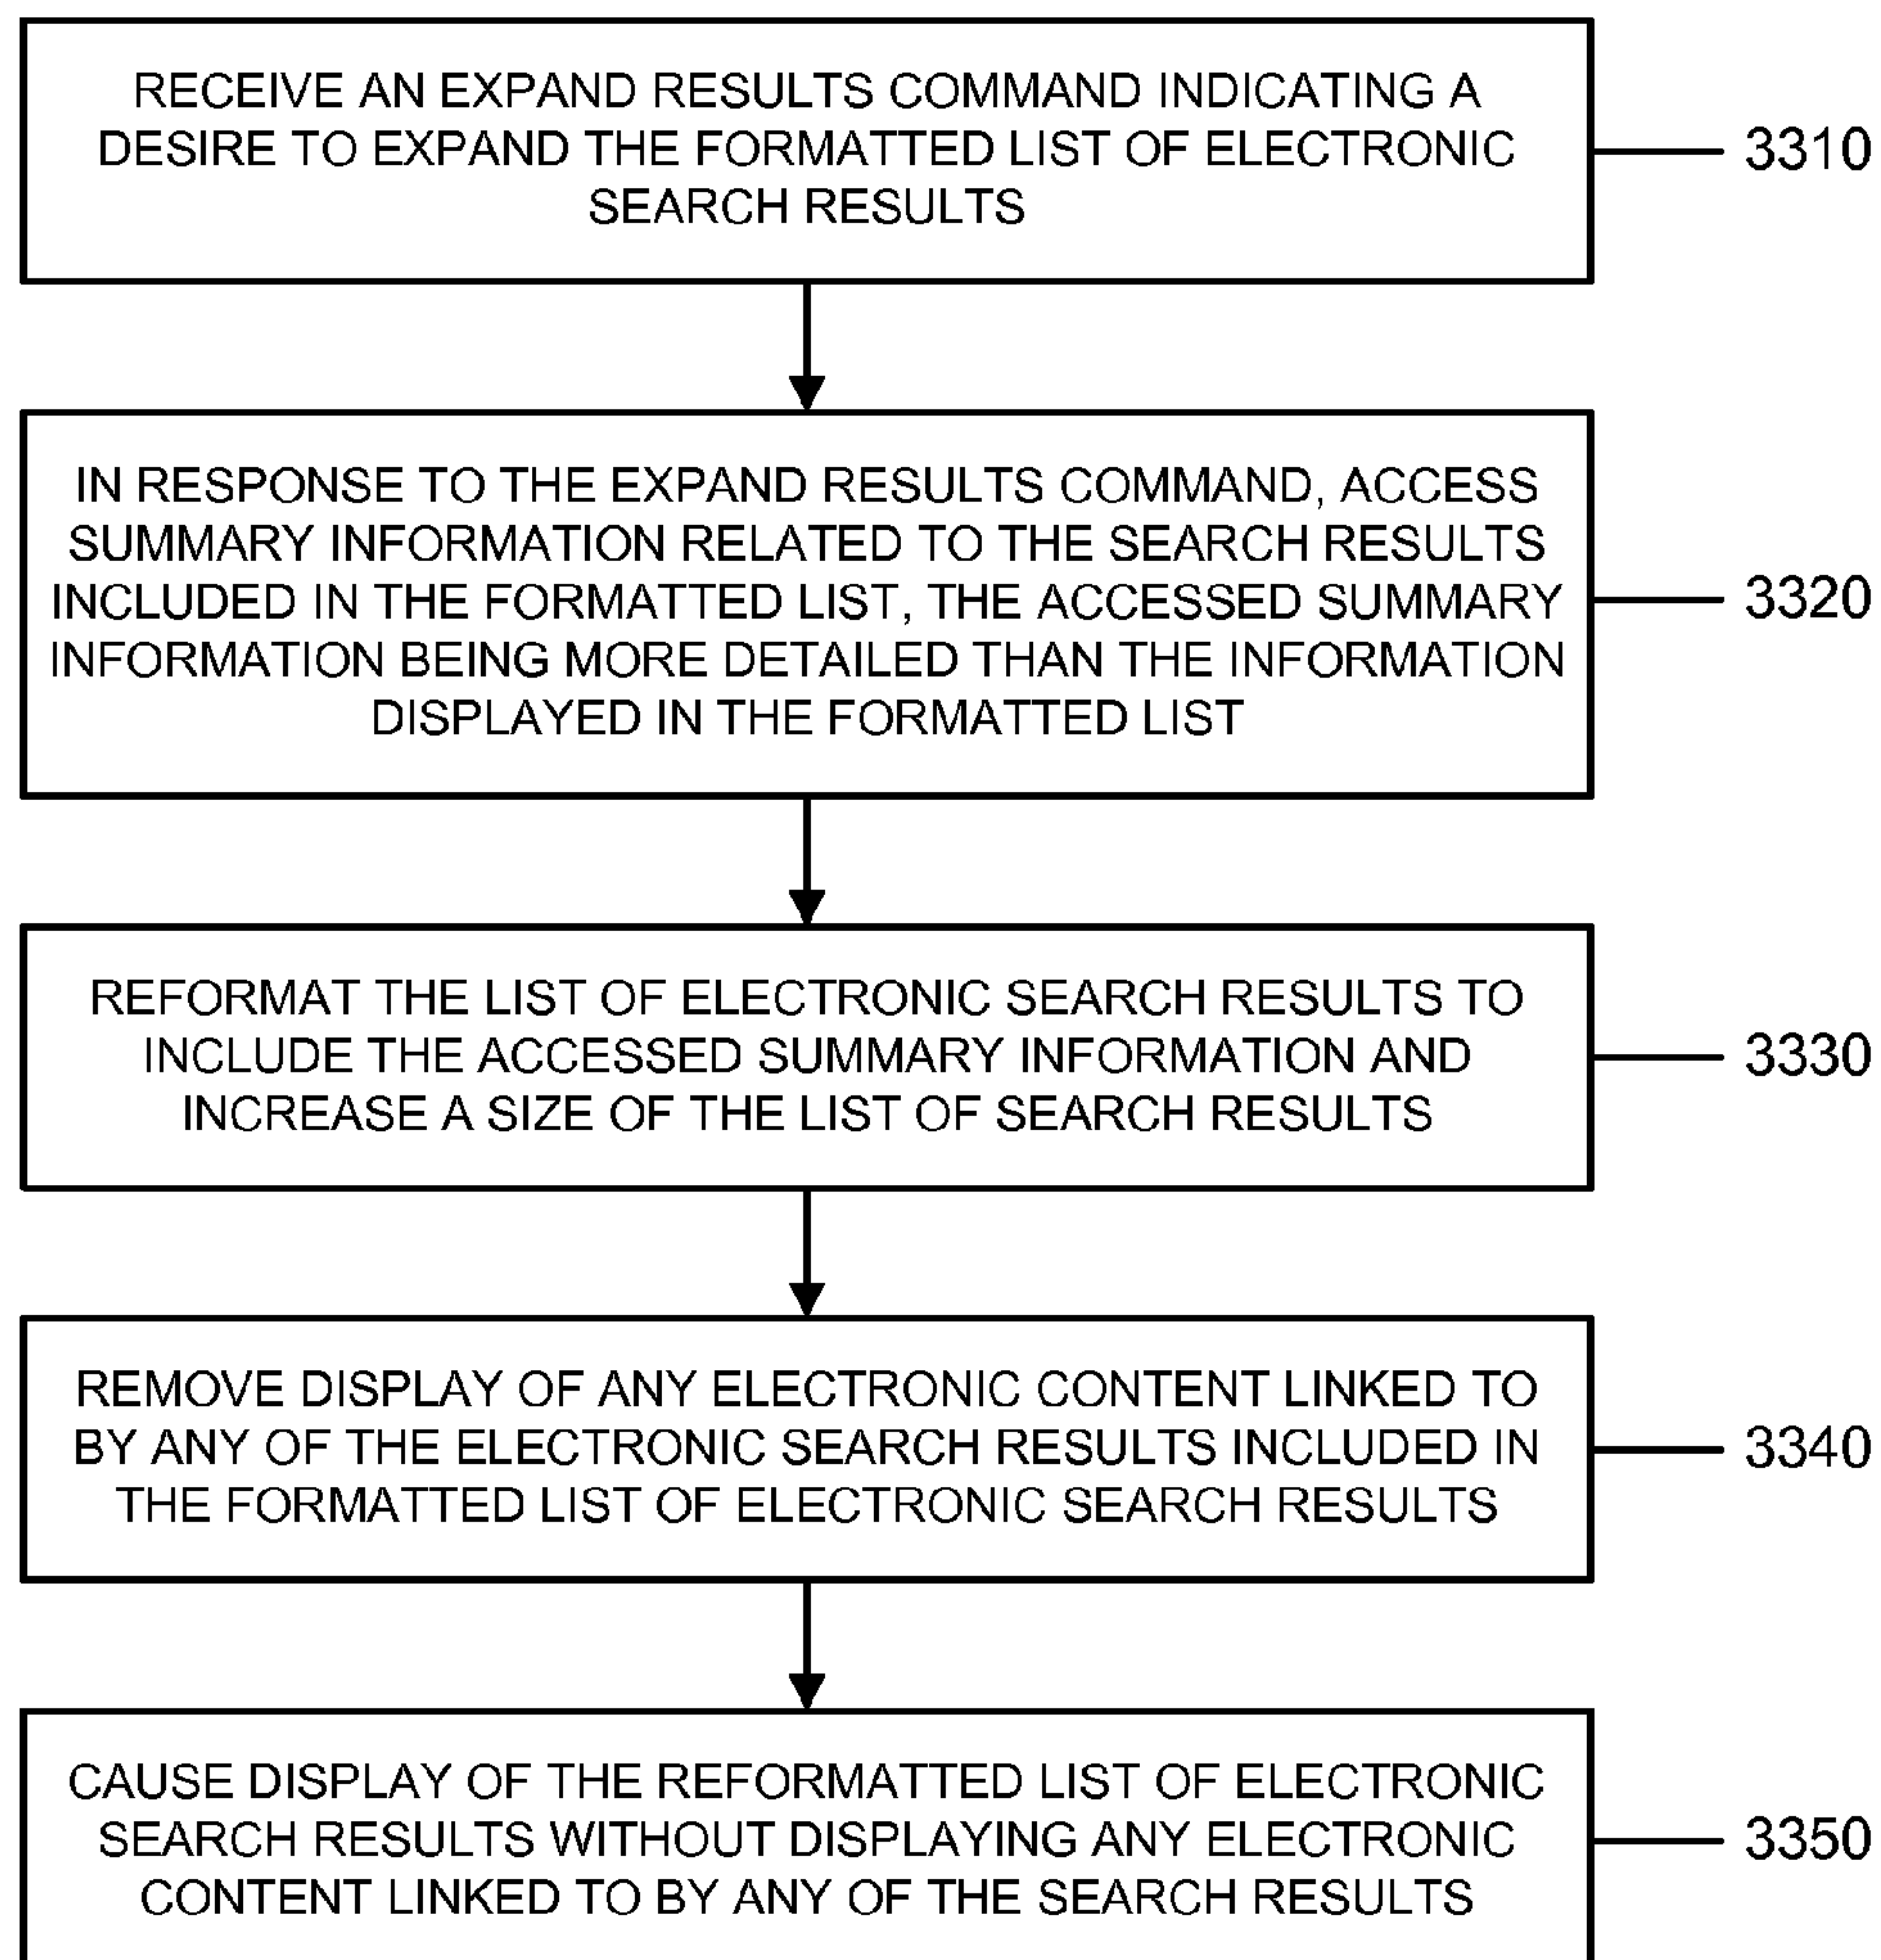 RECEIVE AN EXPAND RESULTS COMMAND INDICATING A
DESIRE TO EXPAND THE FORMATTED LIST OF ELECTRONIC
SEARCH RESULTS
3310
IN RESPONSE TO THE EXPAND RESULTS COMMAND, ACCESS
SUMMARY INFORMATION RELATED TO THE SEARCH RESULTS
INCLUDED IN THE FORMATTED LIST, THE ACCESSED SUMMARY
INFORMATION BEING MORE DETAILED THAN THE INFORMATION
DISPLAYED IN THE FORMATTED LIST
3320
REFORMAT THE LIST OF ELECTRONIC SEARCH RESULTS TO
INCLUDE THE ACCESSED SUMMARY INFORMATION AND
INCREASE A SIZE OF THE LIST OF SEARCH RESULTS
3330
REMOVE DISPLAY OF ANY ELECTRONIC CONTENT LINKED TO
BY ANY OF THE ELECTRONIC SEARCH RESULTS INCLUDED IN
THE FORMATTED LIST OF ELECTRONIC SEARCH RESULTS
3340
CAUSE DISPLAY OF THE REFORMATTED LIST OF ELECTRONIC
SEARCH RESULTS WITHOUT DISPLAYING ANY ELECTRONIC
CONTENT LINKED TO BY ANY OF THE SEARCH RESULTS
3350